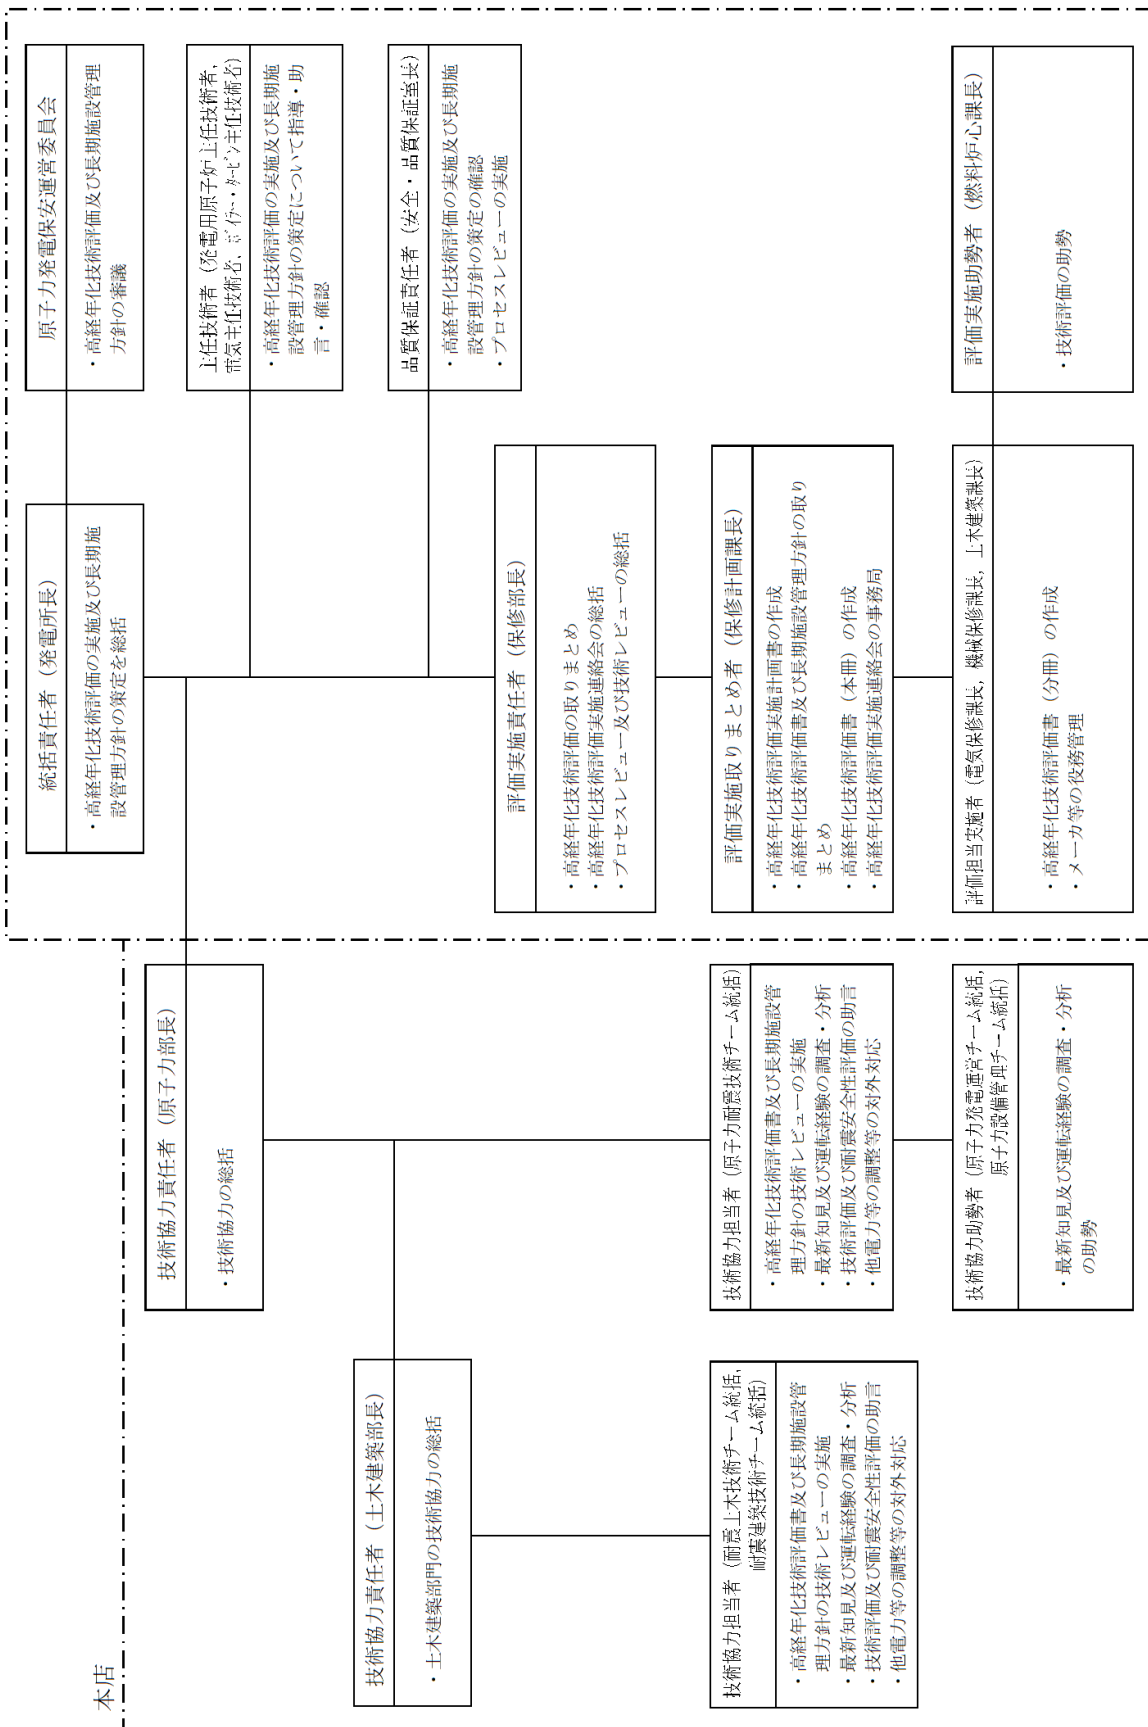 本店
統括責任者（発電所長）
・高経年化技術評価の実施及び長期施
設管理方針の策定を総括
原子力発電保安運営委員会
・高経年化技術評価及び長期施設管理
方針の審議
主任技術者（発電用原子炉主任技術者，
電気主任技術者，ボイラー・タービン主任技術者）
・高経年化技術評価の実施及び長期施
設管理方針の策定について指導・助
言・確認
品質保証責任者（安全・品質保証室長）
・高経年化技術評価の実施及び長期施
設管理方針の策定の確認
・プロセスレビューの実施
評価実施責任者（保修部長）
・高経年化技術評価の取りまとめ
・高経年化技術評価実施連絡会の総括
・プロセスレビュー及び技術レビューの総括
評価実施取りまとめ者（保修計画課長）
・高経年化技術評価実施計画書の作成
・高経年化技術評価書及び長期施設管理方針の取り
まとめ
・高経年化技術評価書（本冊）の作成
・高経年化技術評価実施連絡会の事務局
評価担当実施者（電気保修課長，機械保修課長，土木建築課長）
・高経年化技術評価書（分冊）の作成
・メーカ等の役務管理
評価実施助勢者（燃料炉心課長）
・技術評価の助勢
技術協力責任者（原子力部長）
・技術協力の総括
技術協力責任者（土木建築部長）
・土木建築部門の技術協力の総括
技術協力担当者（原子力耐震技術チーム統括）
・高経年化技術評価書及び長期施設管
理方針の技術レビューの実施
・最新知見及び運転経験の調査・分析
・技術評価及び耐震安全性評価の助言
・他電力等の調整等の対外対応
技術協力助勢者（原子力発電運営チーム統括，
原子力設備管理チーム統括）
・最新知見及び運転経験の調査・分析
の助勢
技術協力担当者（耐震土木技術チーム統括，
耐震建築技術チーム統括）
・高経年化技術評価書及び長期施設管
理方針の技術レビューの実施
・最新知見及び運転経験の調査・分析
・技術評価及び耐震安全性評価の助言
・他電力等の調整等の対外対応